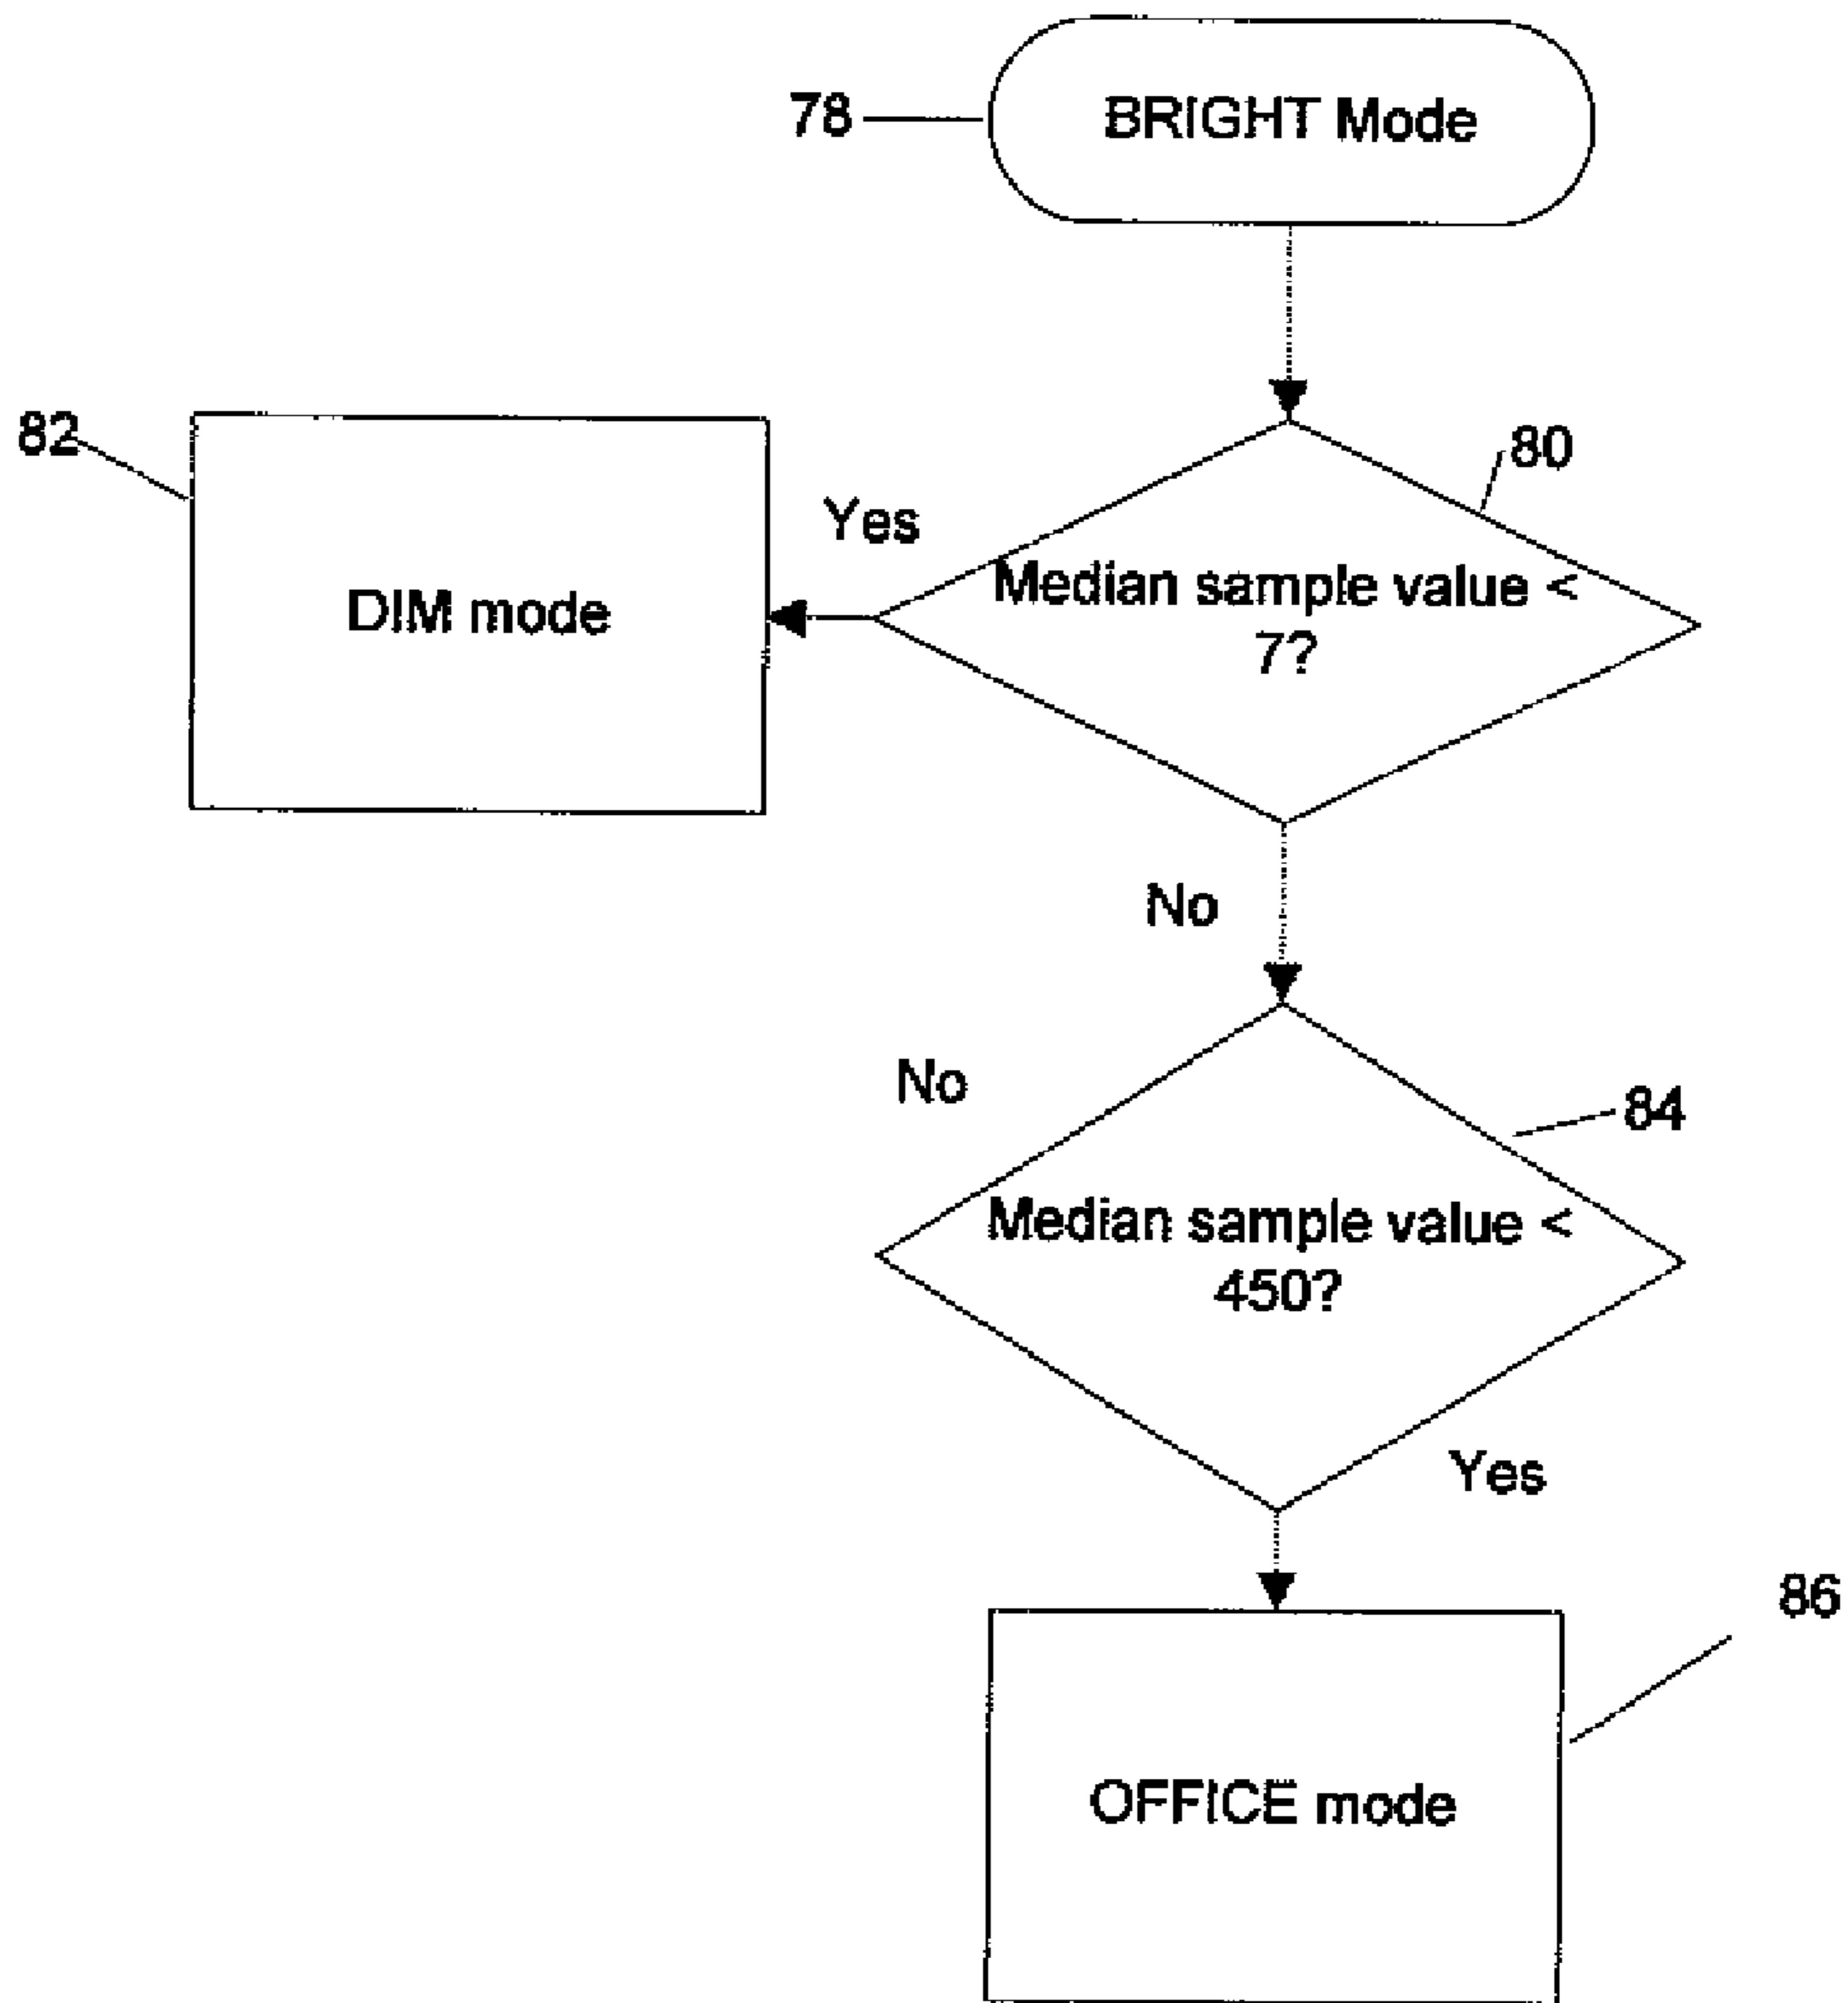 78
BRIGHT Mode
82
80
Yes
DIM mode
Median sample value <
7?
No
No
84
Median sample value <
450?
Yes
86
OFFICE mode